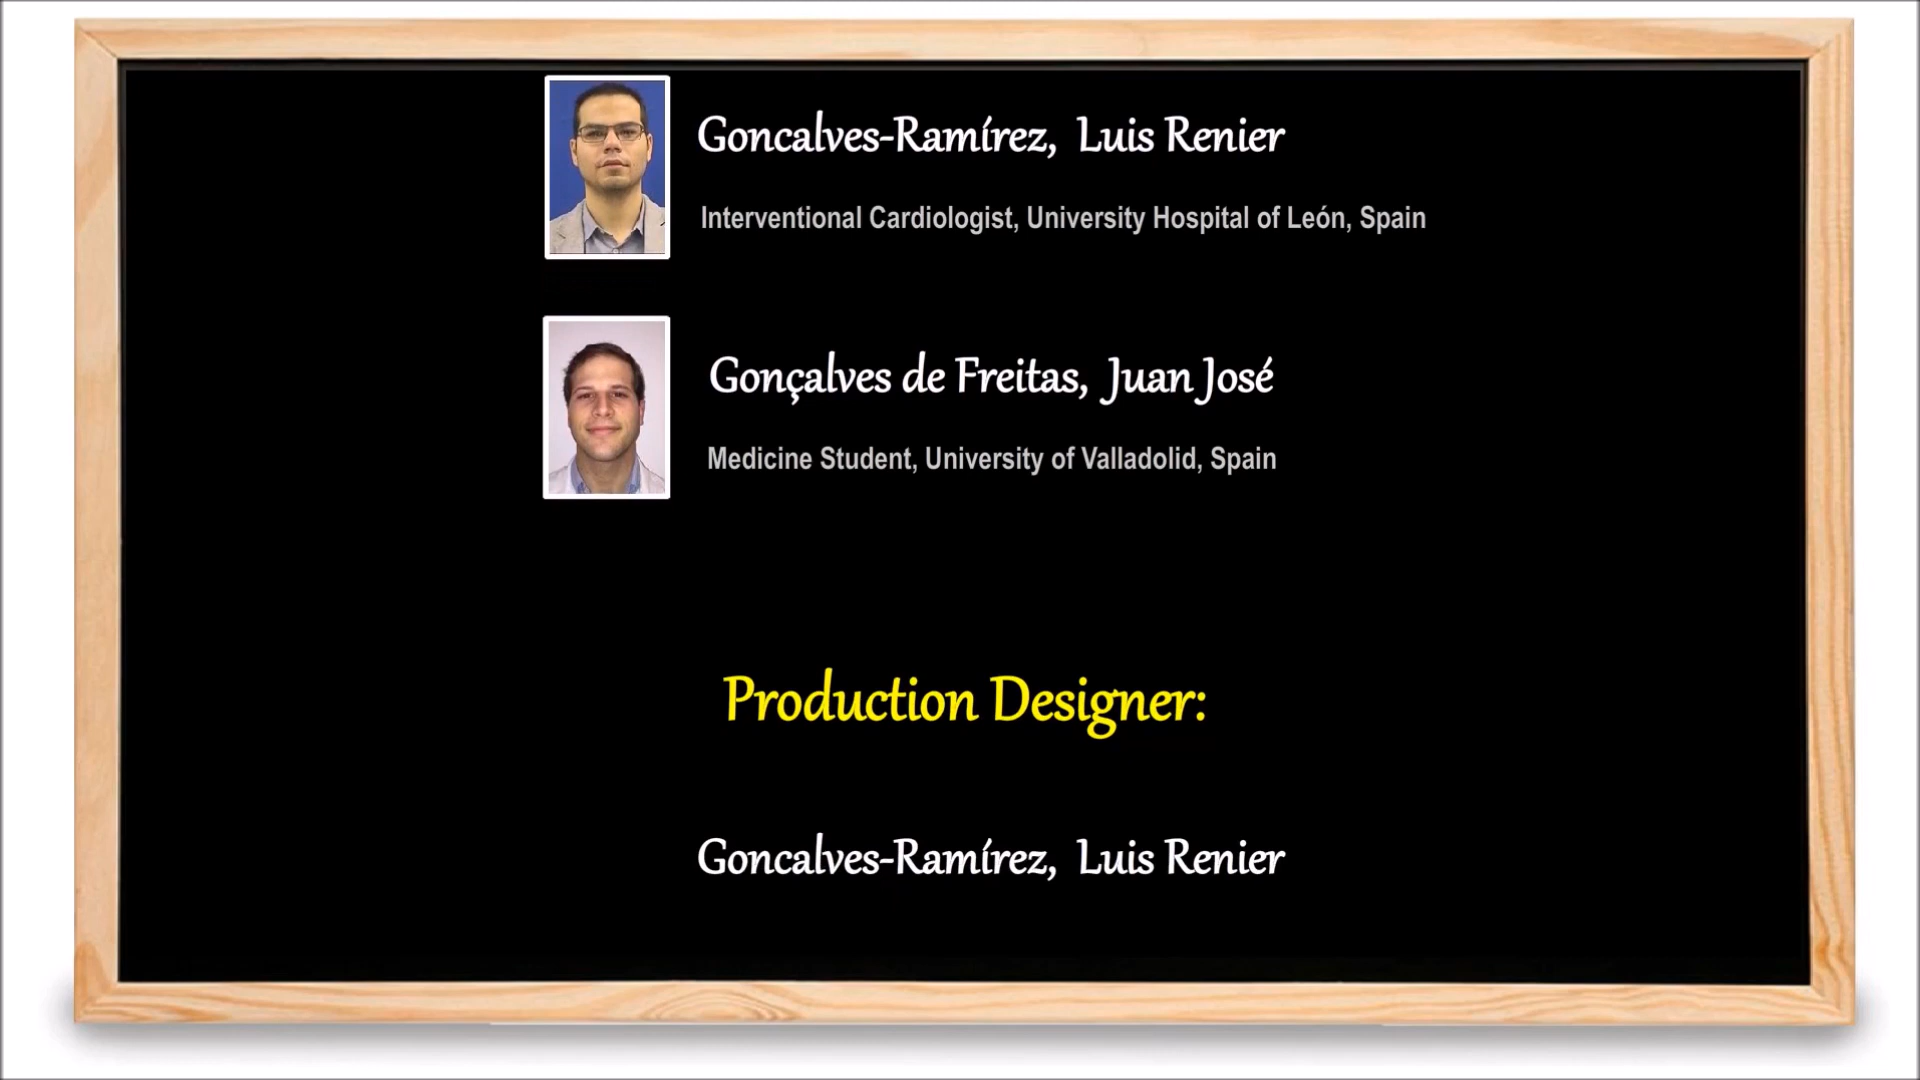 Goncalves-Ramírez, Luis Renier
Interventional Cardiologist, University Hospital of León, Spain
Gonçalves de Freitas, Juan José
Medicine Student, University of Valladolid, Spain
Production Designer:
Goncalves-Ramírez, Luis Renier